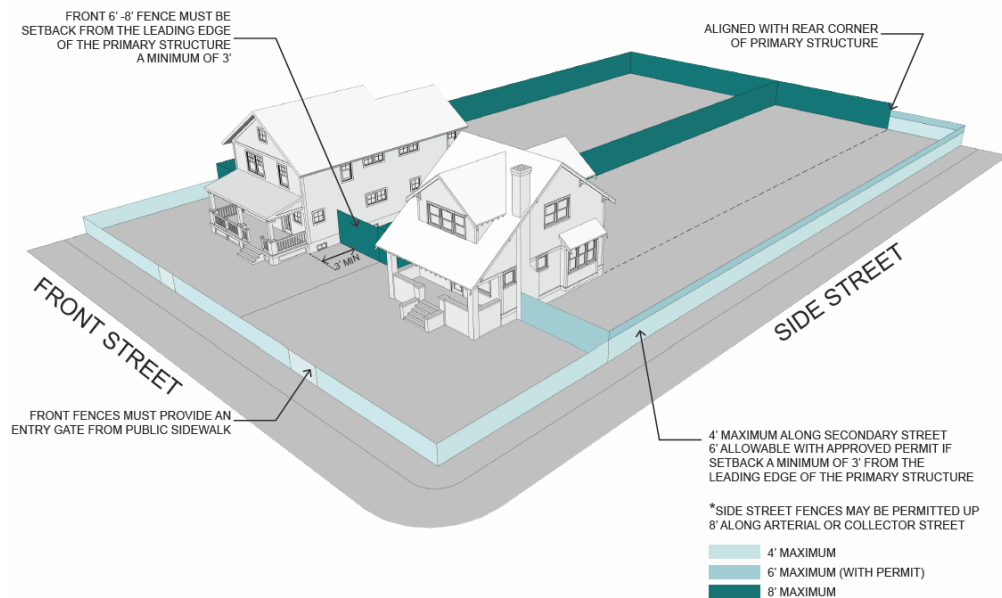 FRONT 6' -8' FENCE MUST BE
SETBACK FROM THE LEADING EDGE
OF THE PRIMARY STRUCTURE
A MINIMUM OF 3'
ALIGNED WITH REAR CORNER
OF PRIMARY STRUCTURE
3' MIN
FRONT STREET
SIDE STREET
FRONT FENCES MUST PROVIDE AN
ENTRY GATE FROM PUBLIC SIDEWALK
4' MAXIMUM ALONG SECONDARY STREET
6' ALLOWABLE WITH APPROVED PERMIT IF
SETBACK A MINIMUM OF 3' FROM THE
LEADING EDGE OF THE PRIMARY STRUCTURE
*SIDE STREET FENCES MAY BE PERMITTED UP
8' ALONG ARTERIAL OR COLLECTOR STREET
4' MAXIMUM
6' MAXIMUM (WITH PERMIT)
8' MAXIMUM